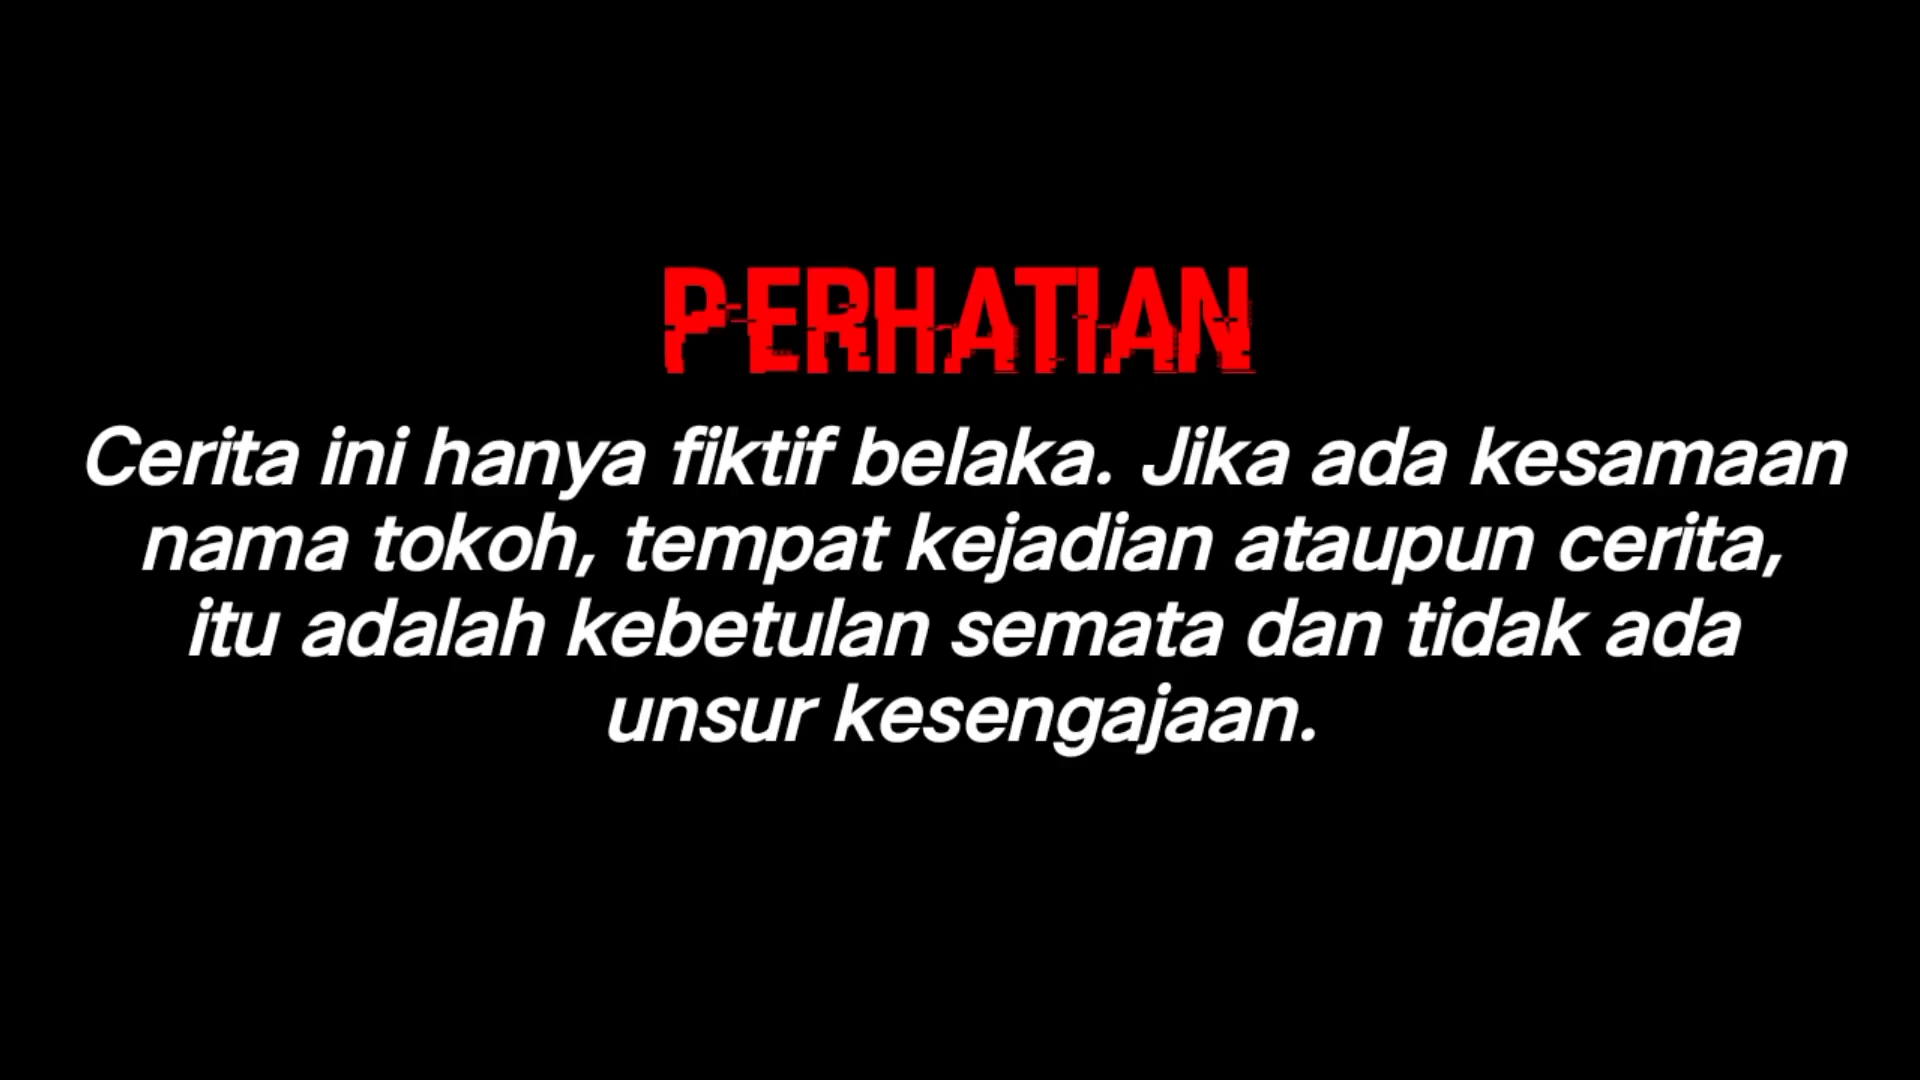 PERHATIAN
Cerita ini hanya fiktif belaka. Jika ada kesamaan
nama tokoh, tempat kejadian ataupun cerita,
itu adalah kebetulan semata dan tidak ada
unsur kesengajaan.